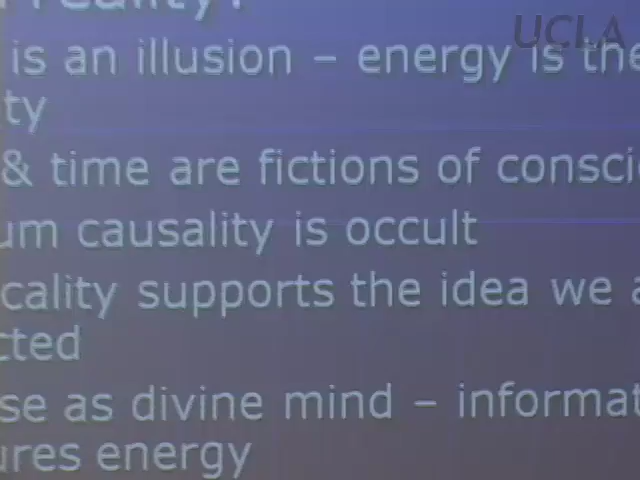 reality?
UCLA
is an illusion – energy is the
ty
& time are fictions of consci
um causality is occult
cality supports the idea we a
cted
se as divine mind – informat
ures energy